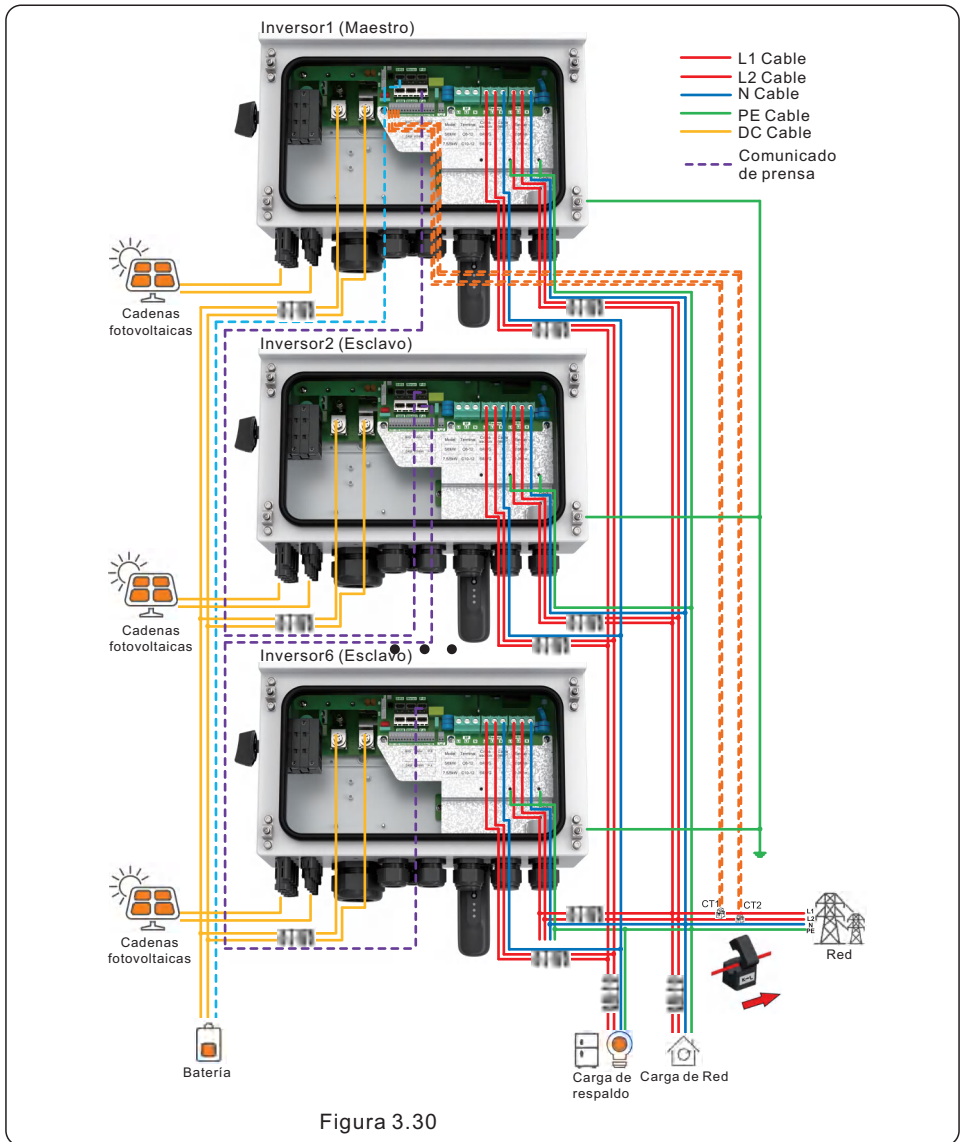 Inversor1 (Maestro)
L1 Cable
L2 Cable
N Cable
PE Cable
DC Cable
Comunicado
de prensa
Cadenas
fotovoltaicas
Inversor2 (Esclavo)
Cadenas
fotovoltaicas
Inversor6 (Esclavo)
Cadenas
fotovoltaicas
CT1
CT2
L1
L2
N
PE
Red
K→L
Batería
Carga de
respaldo
Carga de Red
Figura 3.30